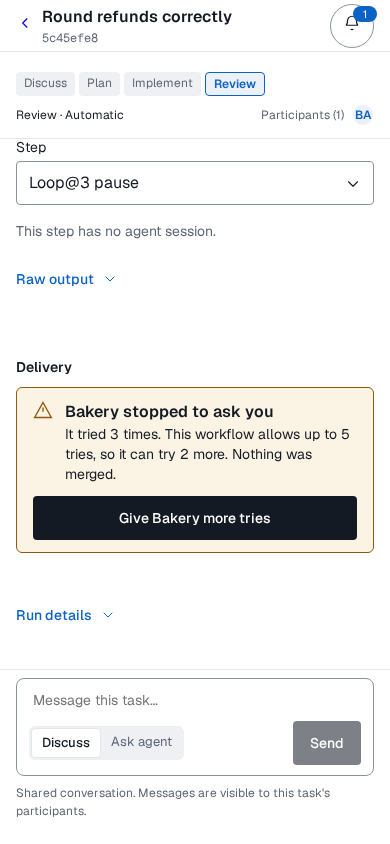 Round refunds correctly
5c45efe8
1
Discuss
Plan
Implement
Review
Review · Automatic
Participants (1)
BA
Step
Loop@3 pause
This step has no agent session.
Raw output
Delivery
Bakery stopped to ask you
It tried 3 times. This workflow allows up to 5
tries, so it can try 2 more. Nothing was
merged.
Give Bakery more tries
Run details
Message this task…
Discuss
Ask agent
Send
Shared conversation. Messages are visible to this task's
participants.